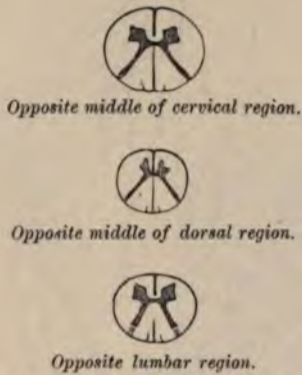 Opposite middle of cervical region.
Opposite middle of dorsal region.
Opposite lumbar region.